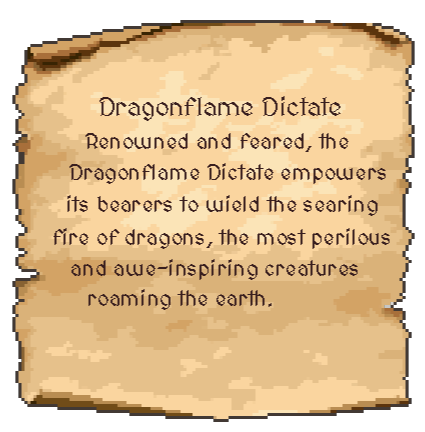 Dragonflame Dictate
Renowned and feared, the
Dragonflame Dictate empowers
its bearers to wield the searing
fire of dragons, the most perilous
and awe-inspiring creatures
roaming the earth.